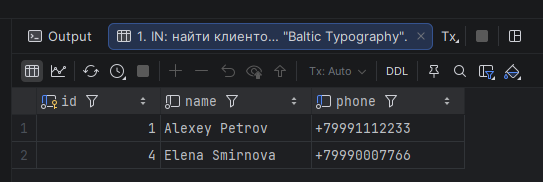 Output
1. IN: найти клиенто... "Baltic Typography".
Tx
Tx: Auto
DDL
id name phone
1 1 Alexey Petrov +79991112233
2 4 Elena Smirnova +79990007766